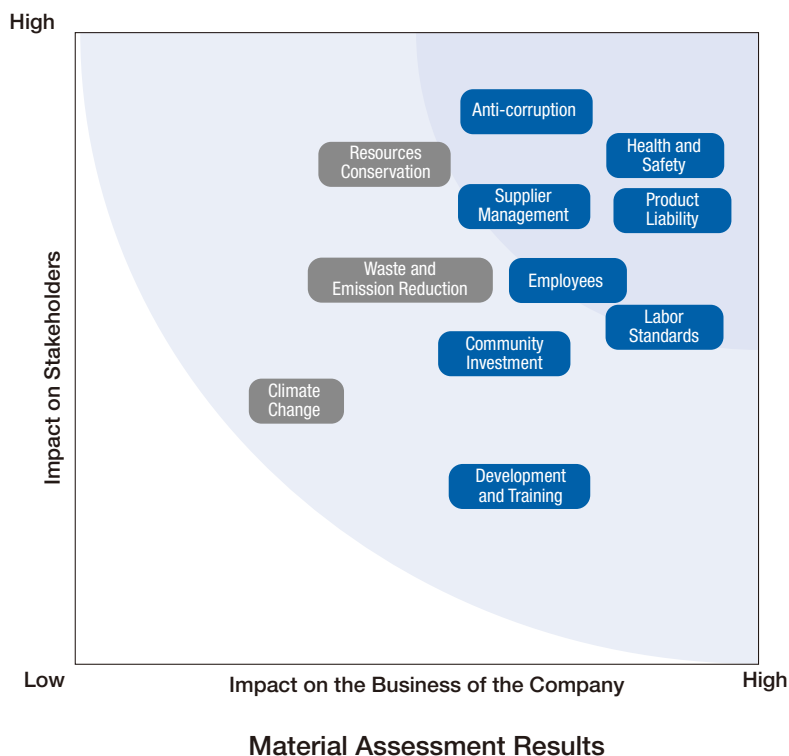 High
Anti-corruption
Health and
Safety
Resources
Conservation
Supplier
Management
Product
Liability
Waste and
Emission Reduction
Employees
Labor
Standards
Community
Investment
Climate
Change
Development
and Training
Impact on Stakeholders
Low
Impact on the Business of the Company
High
Material Assessment Results